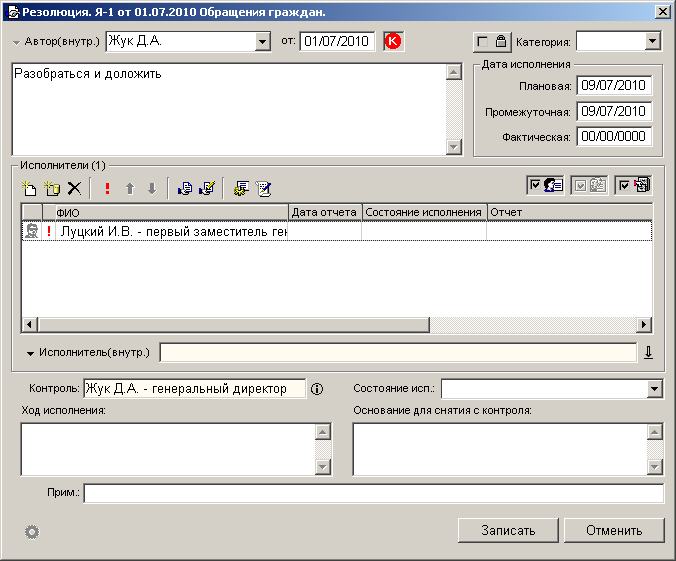 Резолюция. Я-1 от 01.07.2010 Обращения граждан.
Автор(внутр.) Жук Д.А. от: 01/07/2010 К Категория:
Разобраться и доложить
Дата исполнения
Плановая: 09/07/2010
Промежуточная: 09/07/2010
Фактическая: 00/00/0000
Исполнители (1)
ФИО Дата отчета Состояние исполнения Отчет
! Луцкий И.В. - первый заместитель ген
Исполнитель(внутр.)
Контроль: Жук Д.А. - генеральный директор Состояние исп.:
Ход исполнения: Основание для снятия с контроля:
Прим.:
Записать Отменить